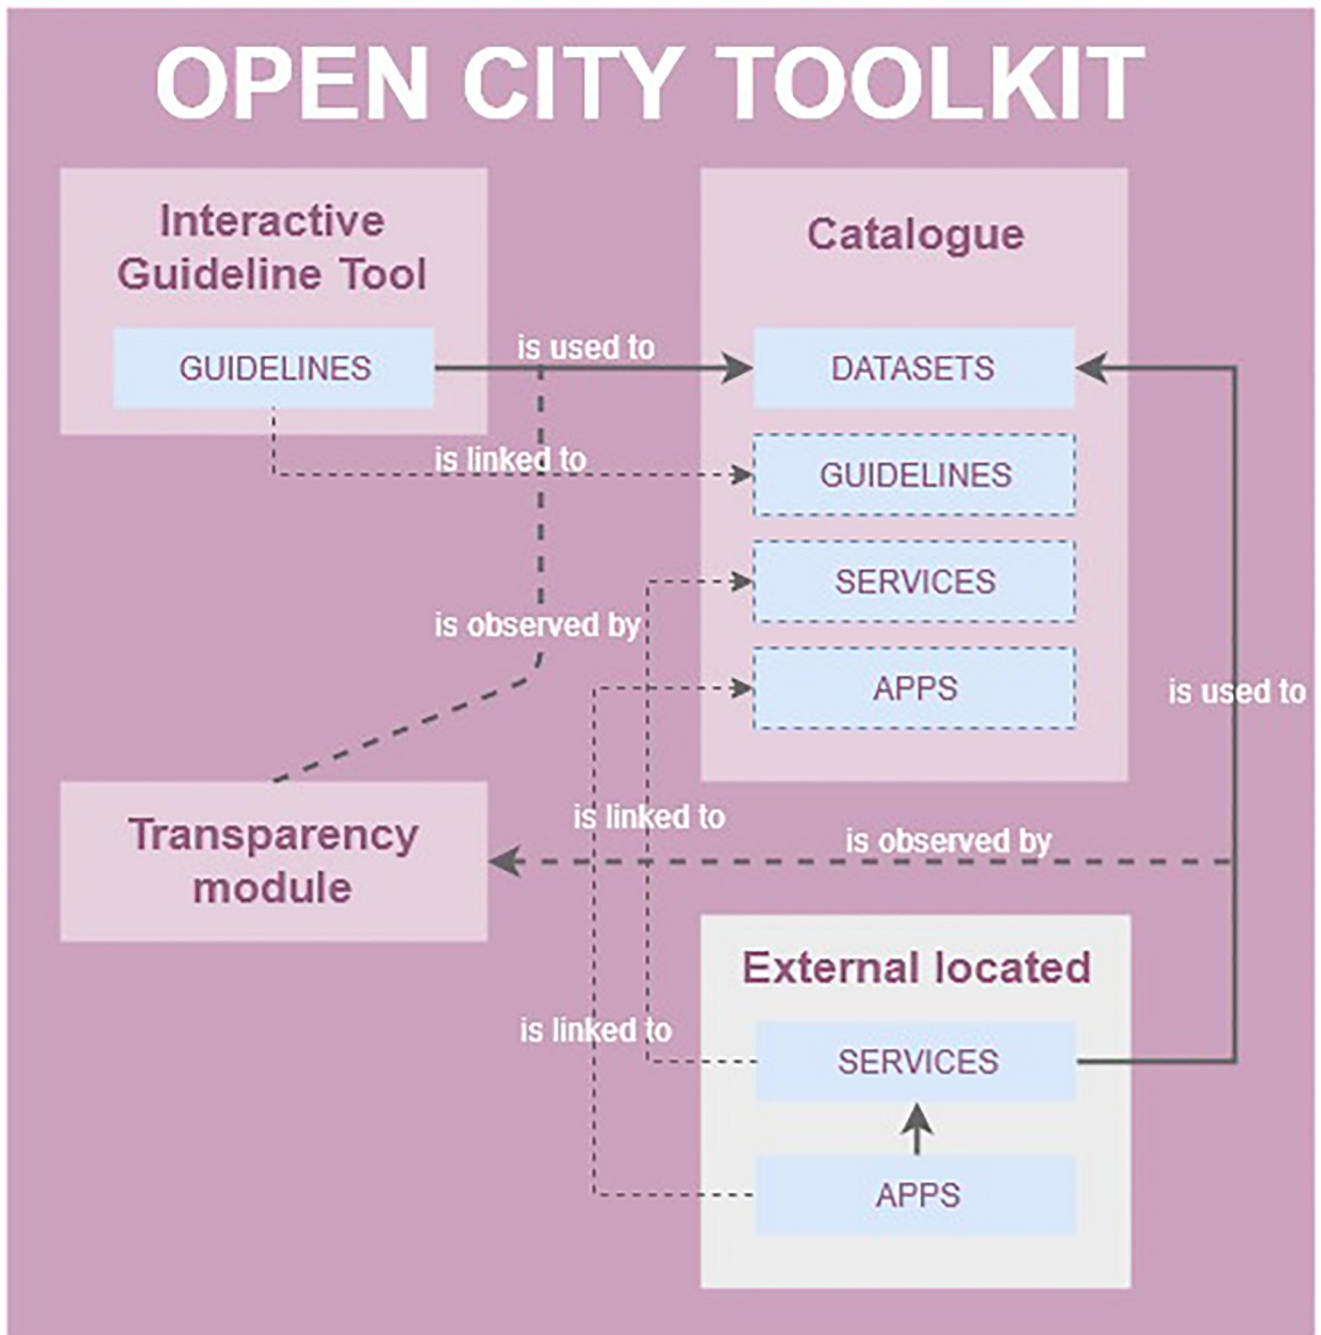 OPEN CITY TOOLKIT
Interactive
Guideline Tool
GUIDELINES
Catalogue
is used to
DATASETS
is linked to
GUIDELINES
SERVICES
is observed by
APPS
is used to
Transparency
module
is linked to
is observed by
External located
is linked to
SERVICES
APPS